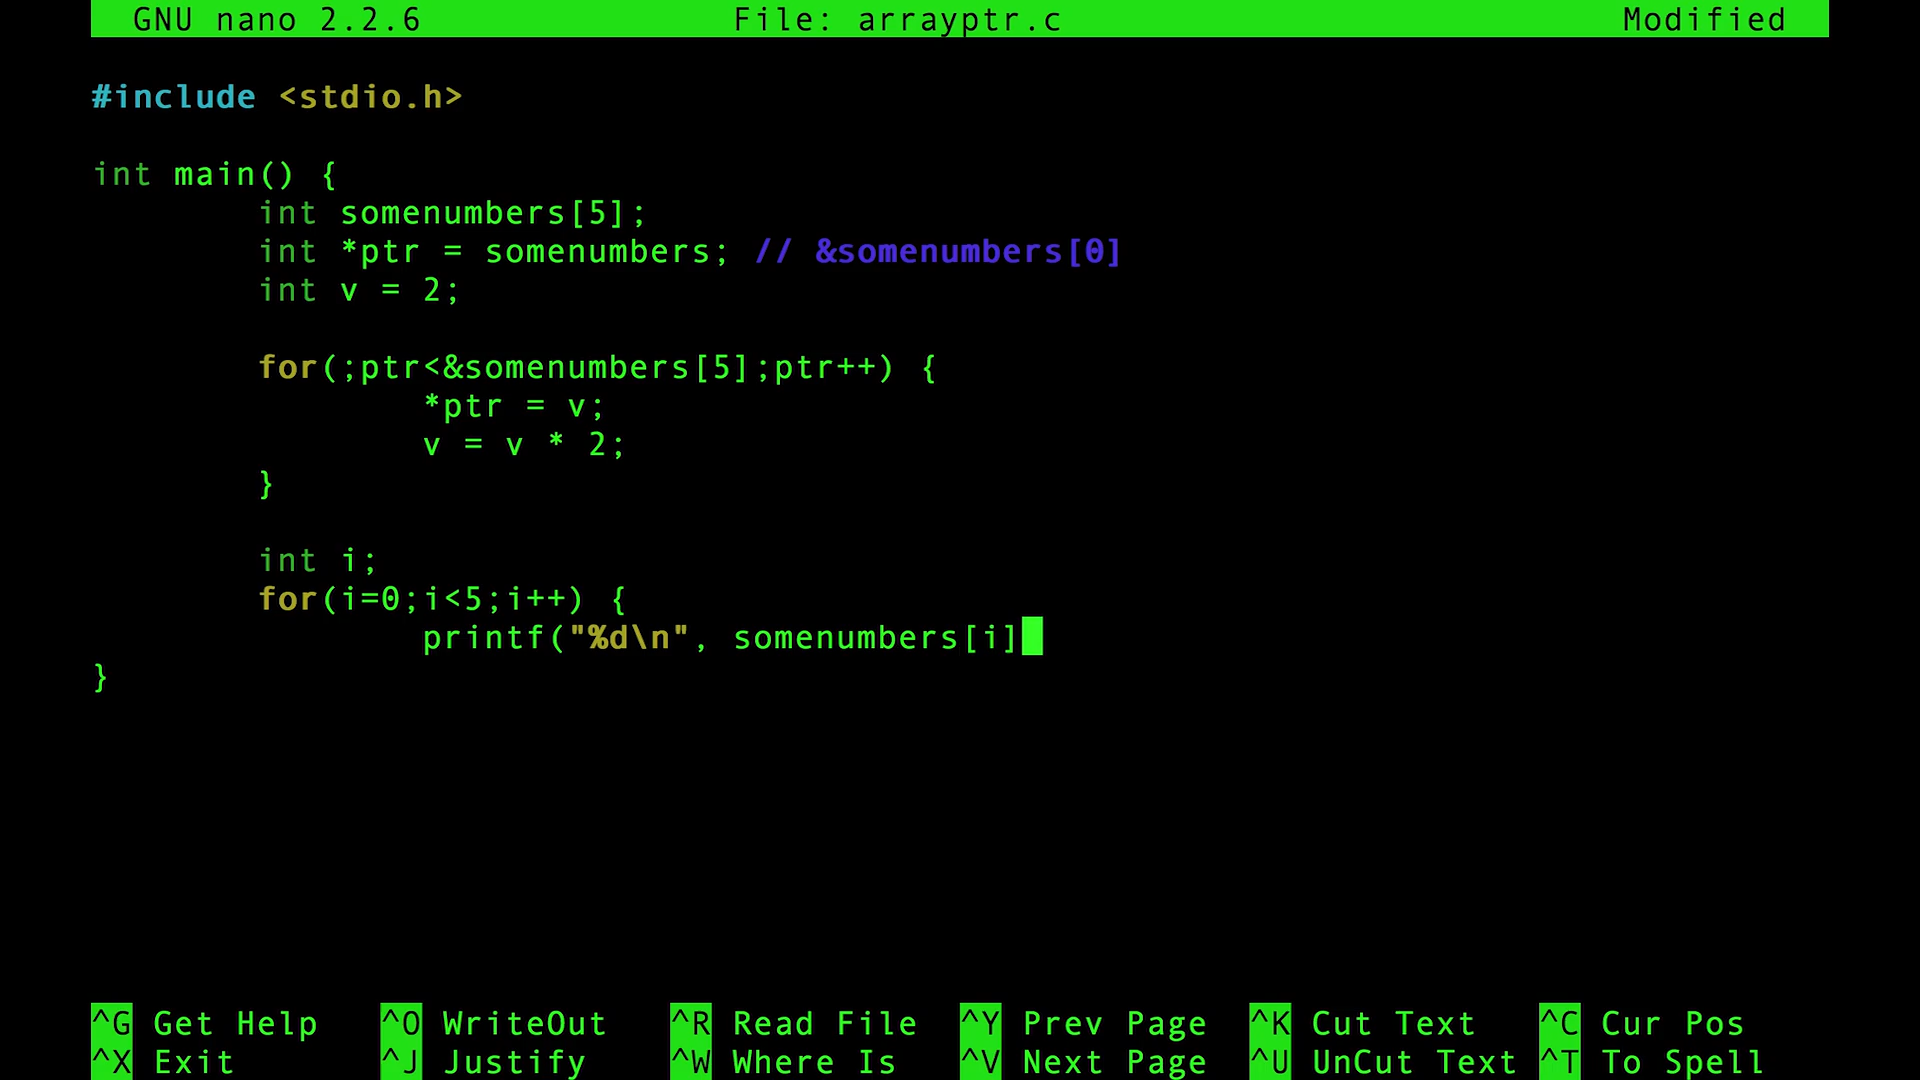 GNU nano 2.2.6 File: arrayptr.c Modified
#include <stdio.h>
int main() {
int somenumbers[5];
int *ptr = somenumbers; // &somenumbers[0]
int v = 2;
for(;ptr<&somenumbers[5];ptr++) {
*ptr = v;
v = v * 2;
}
int i;
for(i=0;i<5;i++) {
printf("%d\n", somenumbers[i]
}
^G Get Help ^O WriteOut ^R Read File ^Y Prev Page ^K Cut Text ^C Cur Pos
^X Exit ^J Justify ^W Where Is ^V Next Page ^U UnCut Text ^T To Spell